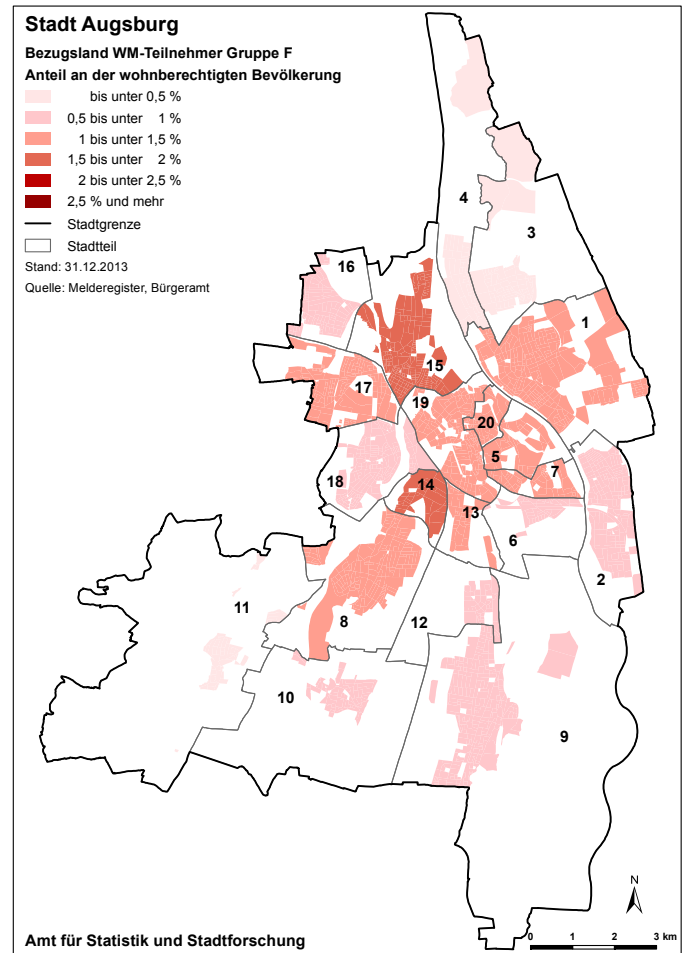 Stadt Augsburg
Bezugsland WM-Teilnehmer Gruppe F
Anteil an der wohnberechtigten Bevölkerung
bis unter 0,5 %
0,5 bis unter 1 %
1 bis unter 1,5 %
1,5 bis unter 2 %
2 bis unter 2,5 %
2,5 % und mehr
Stadtgrenze
Stadtteil
Stand: 31.12.2013
Quelle: Melderegister, Bürgeramt
4
3
16
1
15
17
19
20
5
7
18
14
13
6
2
11
8
12
10
9
N
0 1 2 3 km
Amt für Statistik und Stadtforschung